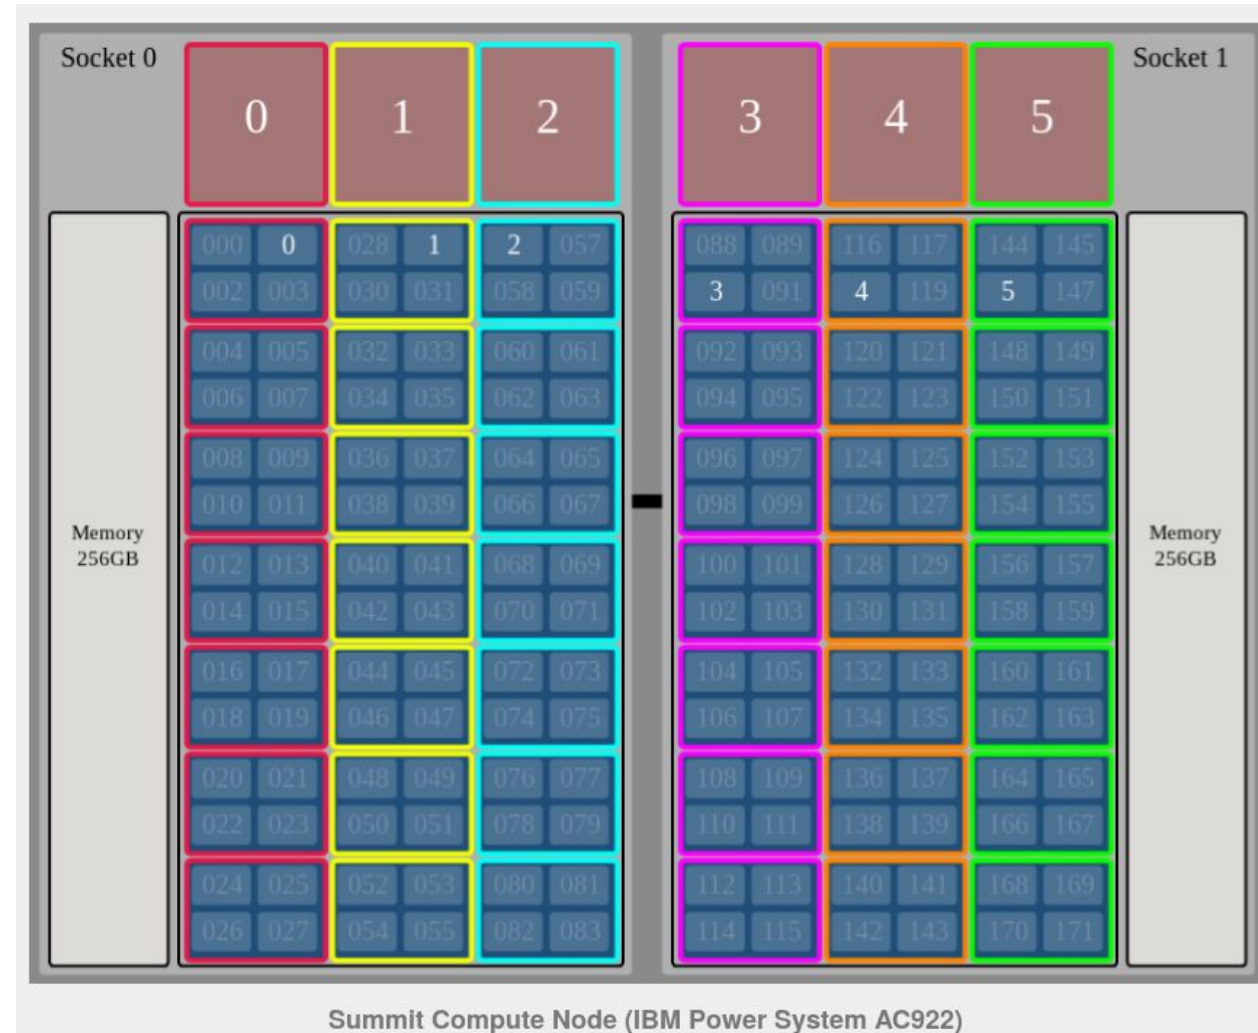 Socket 0 0 1 2 3 4 5 Socket 1
000 0 028 1 2 057 088 089 116 117 144 145
002 003 030 031 058 059 3 091 4 119 5 147
004 005 032 033 060 061 092 093 120 121 148 149
006 007 034 035 062 063 094 095 122 123 150 151
008 009 036 037 064 065 096 097 124 125 152 153
010 011 038 039 066 067 098 099 126 127 154 155
Memory
256GB
Memory
256GB
012 013 040 041 068 069 100 101 128 129 156 157
014 015 042 043 070 071 102 103 130 131 158 159
016 017 044 045 072 073 104 105 132 133 160 161
018 019 046 047 074 075 106 107 134 135 162 163
020 021 048 049 076 077 108 109 136 137 164 165
022 023 050 051 078 079 110 111 138 139 166 167
024 025 052 053 080 081 112 113 140 141 168 169
026 027 054 055 082 083 114 115 142 143 170 171
Summit Compute Node (IBM Power System AC922)